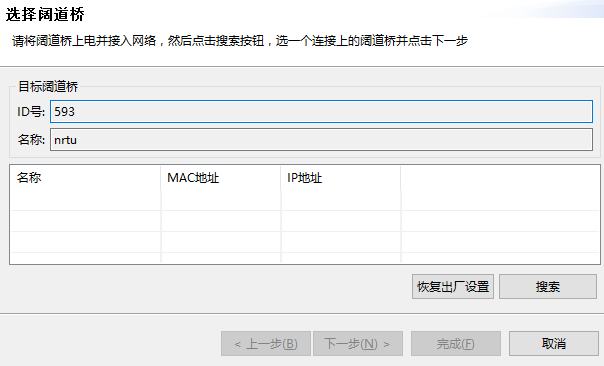 选择阔道桥
请将阔道桥上电并接入网络，然后点击搜索按钮，选一个连接上的阔道桥并点击下一步
目标阔道桥
ID号: 593
名称: nrtu
名称 MAC地址 IP地址
恢复出厂设置 搜索
< 上一步(B) 下一步(N) > 完成(F) 取消